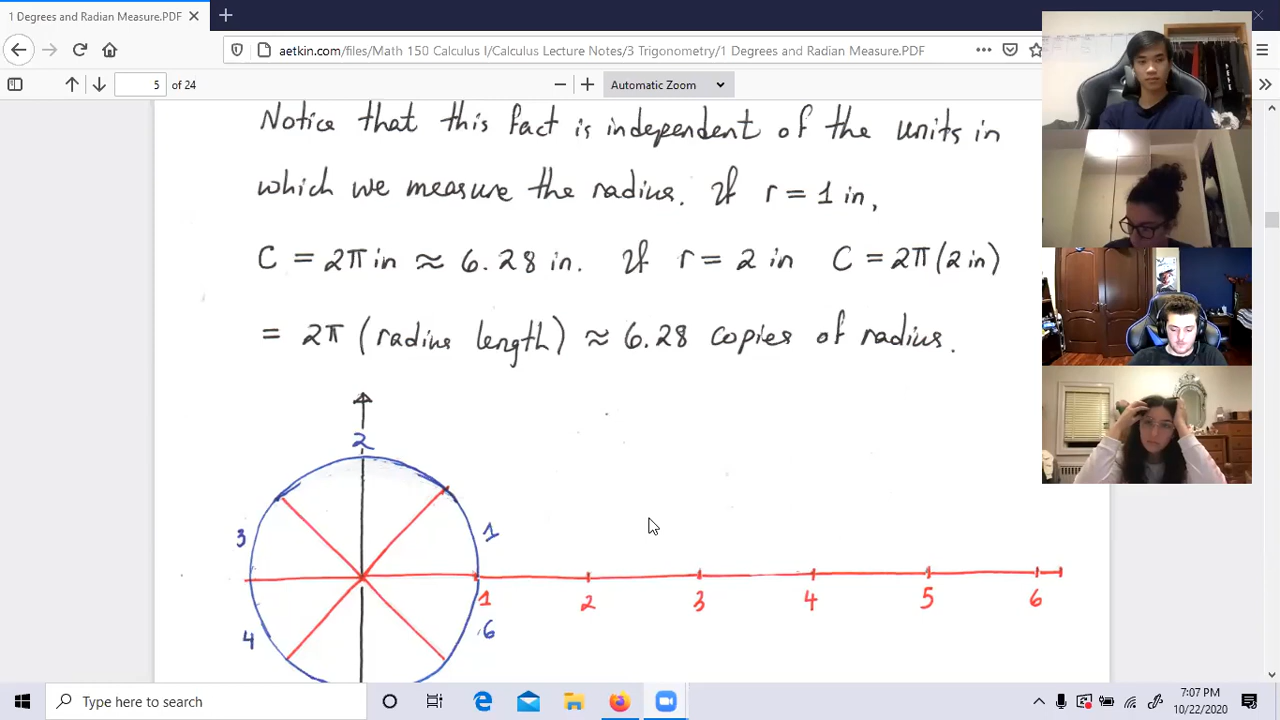 1 Degrees and Radian Measure.PDF
aetkin.com
Math 150 Calculus I/Calculus Lecture Notes/3 Trigonometry/1 Degrees and Radian Measure.PDF
5 of 24
Automatic Zoom
Notice that this fact is independent of the units in
which we measure the radius. If r = 1 in,
C = 2π in ≈ 6.28 in. If r = 2 in C = 2π(2 in)
= 2π (radius length) ≈ 6.28 copies of radius.
2
3
1
1 2 3 4 5 6
4
6
Type here to search
7:07 PM
10/22/2020